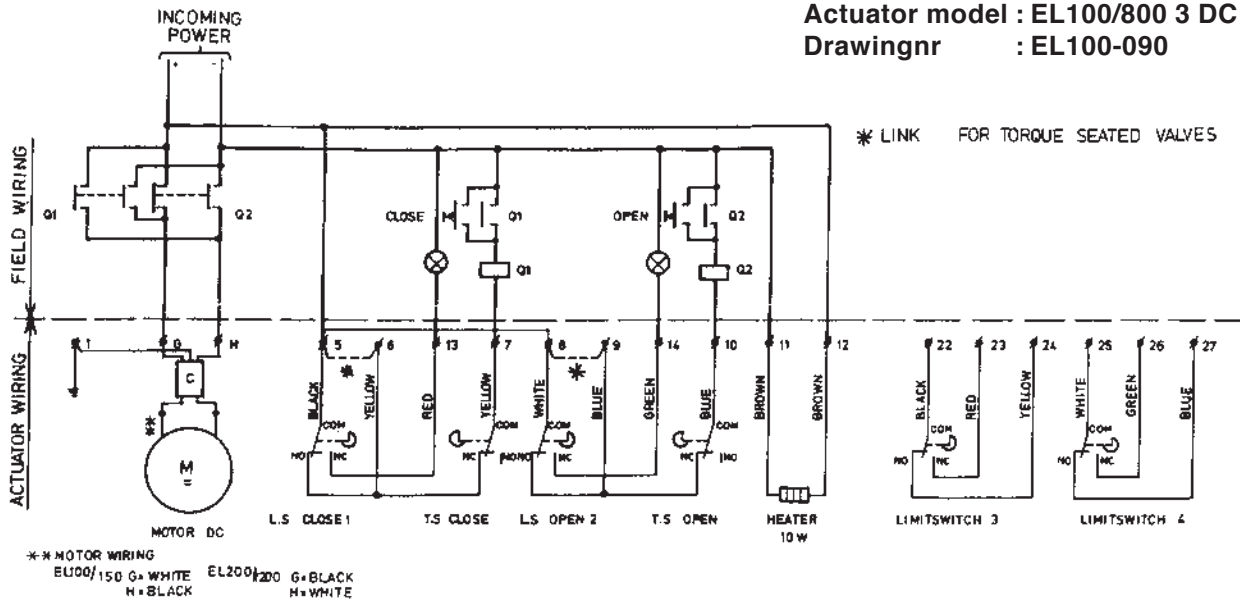 INCOMING
POWER
Actuator model : EL100/800 3 DC
Drawingnr : EL100-090
* LINK FOR TORQUE SEATED VALVES
FIELD WIRING
Q1
Q2
CLOSE
Q1
Q1
OPEN
Q2
Q2
ACTUATOR WIRING
1 G H 5 6 13 7 8 9 14 10 11 12 22 23 24 25 26 27
* *
C
**
M
=
BLACK YELLOW RED YELLOW WHITE BLUE GREEN BLUE BROWN BROWN BLACK RED YELLOW WHITE GREEN BLUE
COM COM COM COM COM COM
NO NC NC NO NO NC NC NO NO NC NO NC
MOTOR DC
L.S CLOSE 1
T.S CLOSE
L.S OPEN 2
T.S OPEN
HEATER
10 W
LIMITSWITCH 3
LIMITSWITCH 4
** MOTOR WIRING
EL100/150 G=WHITE EL200/ G=BLACK
H=BLACK H=WHITE